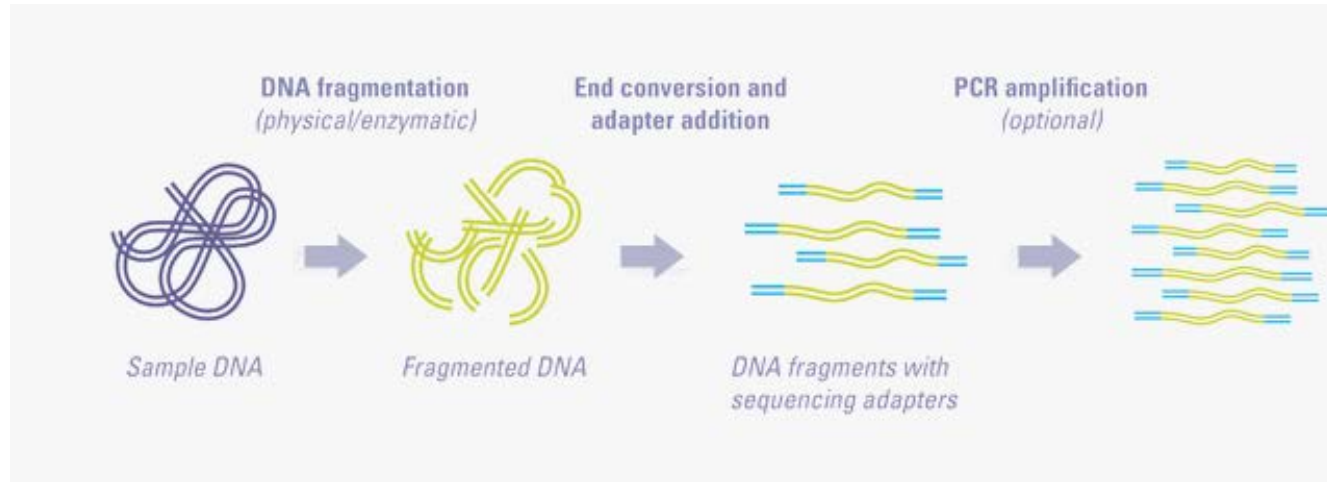 DNA fragmentation
(physical/enzymatic)
End conversion and
adapter addition
PCR amplification
(optional)
Sample DNA
Fragmented DNA
DNA fragments with
sequencing adapters